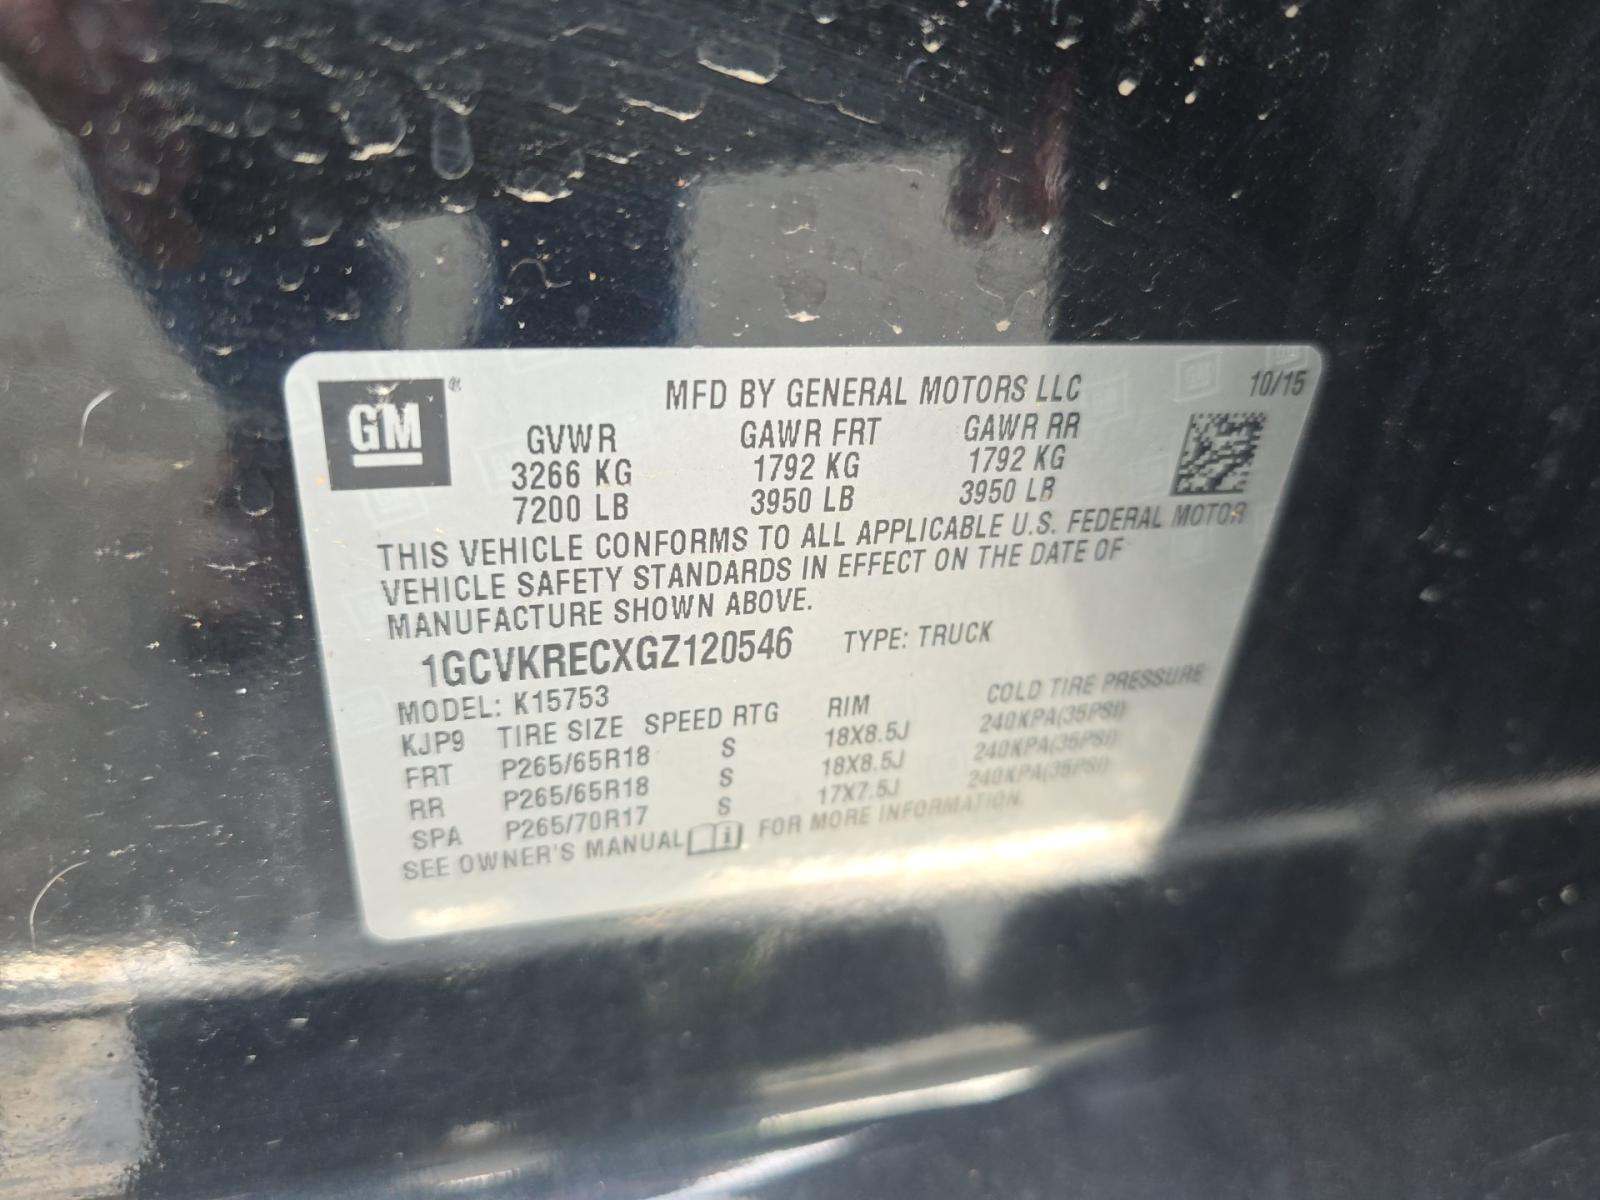 GM ®
MFD BY GENERAL MOTORS LLC 10/15
GVWR GAWR FRT GAWR RR
3266 KG 1792 KG 1792 KG
7200 LB 3950 LB 3950 LB
THIS VEHICLE CONFORMS TO ALL APPLICABLE U.S. FEDERAL MOTOR
VEHICLE SAFETY STANDARDS IN EFFECT ON THE DATE OF
MANUFACTURE SHOWN ABOVE.
1GCVKRECXGZ120546 TYPE: TRUCK
MODEL: K15753
KJP9 TIRE SIZE SPEED RTG RIM COLD TIRE PRESSURE
FRT P265/65R18 S 18X8.5J 240KPA(35PSI)
RR P265/65R18 S 18X8.5J 240KPA(35PSI)
SPA P265/70R17 S 17X7.5J 240KPA(35PSI)
SEE OWNER'S MANUAL i FOR MORE INFORMATION.